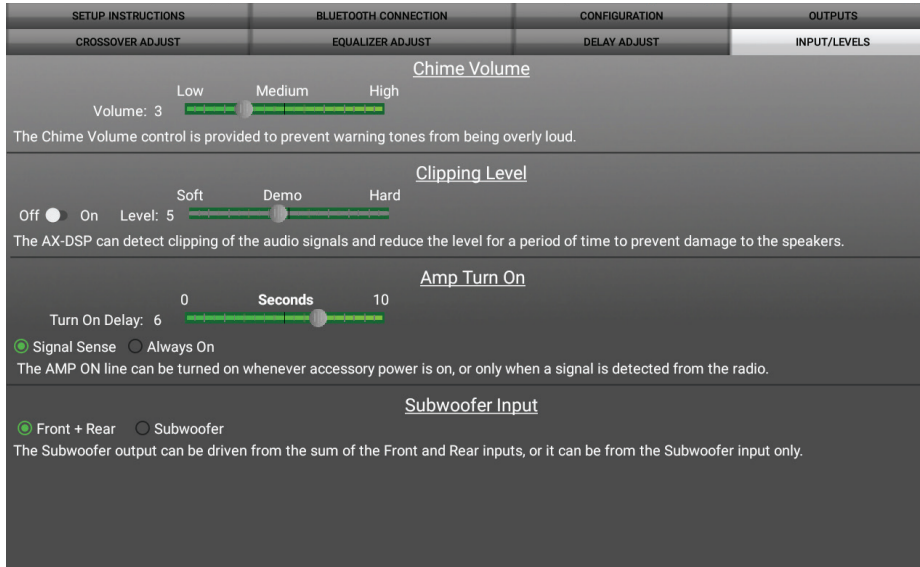 SETUP INSTRUCTIONS BLUETOOTH CONNECTION CONFIGURATION OUTPUTS
CROSSOVER ADJUST EQUALIZER ADJUST DELAY ADJUST INPUT/LEVELS
Chime Volume
Low Medium High
Volume: 3
The Chime Volume control is provided to prevent warning tones from being overly loud.
Clipping Level
Soft Demo Hard
Off On Level: 5
The AX-DSP can detect clipping of the audio signals and reduce the level for a period of time to prevent damage to the speakers.
Amp Turn On
0 Seconds 10
Turn On Delay: 6
Signal Sense Always On
The AMP ON line can be turned on whenever accessory power is on, or only when a signal is detected from the radio.
Subwoofer Input
Front + Rear Subwoofer
The Subwoofer output can be driven from the sum of the Front and Rear inputs, or it can be from the Subwoofer input only.